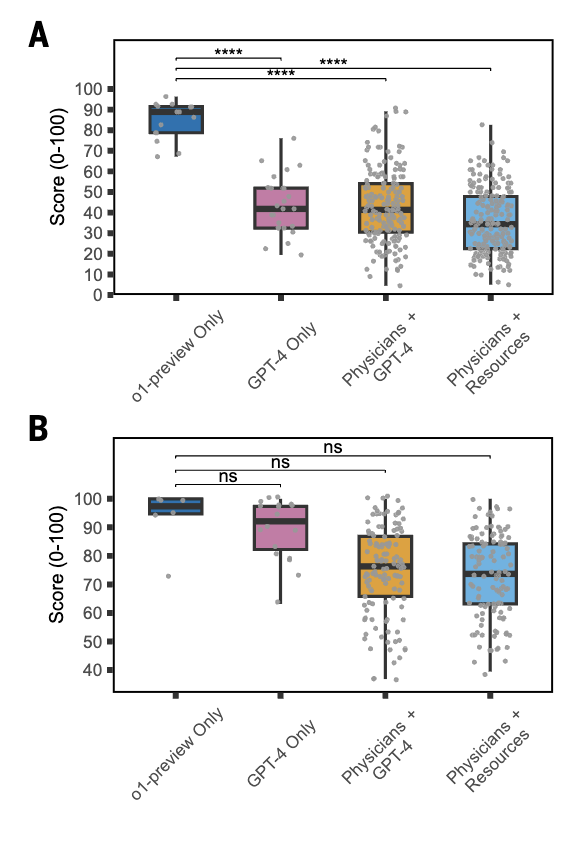 A
****
****
****
Score (0-100)
100
90
80
70
60
50
40
30
20
10
0
o1-preview Only
GPT-4 Only
Physicians +
GPT-4
Physicians +
Resources
B
ns
ns
ns
Score (0-100)
100
90
80
70
60
50
40
o1-preview Only
GPT-4 Only
Physicians +
GPT-4
Physicians +
Resources